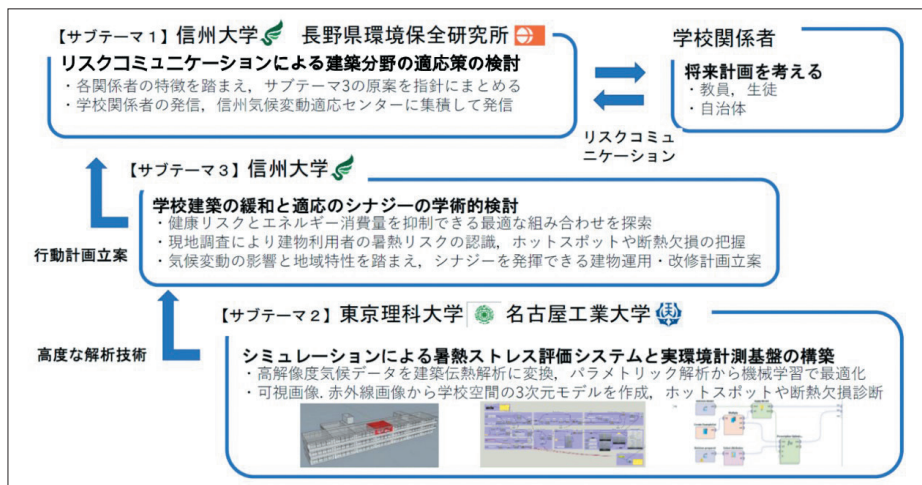 【サブテーマ１】信州大学 長野県環境保全研究所
リスクコミュニケーションによる建築分野の適応策の検討
・各関係者の特徴を踏まえ，サブテーマ3の原案を指針にまとめる
・学校関係者の発信，信州気候変動適応センターに集積して発信
学校関係者
将来計画を考える
・教員，生徒
・自治体
リスクコミュ
ニケーション
【サブテーマ３】信州大学
学校建築の緩和と適応のシナジーの学術的検討
・健康リスクとエネルギー消費量を抑制できる最適な組み合わせを探索
・現地調査により建物利用者の暑熱リスクの認識，ホットスポットや断熱欠損の把握
・気候変動の影響と地域特性を踏まえ，シナジーを発揮できる建物運用・改修計画立案
行動計画立案
【サブテーマ２】東京理科大学 名古屋工業大学
高度な解析技術
シミュレーションによる暑熱ストレス評価システムと実環境計測基盤の構築
・高解像度気候データを建築伝熱解析に変換，パラメトリック解析から機械学習で最適化
・可視画像，赤外線画像から学校空間の3次元モデルを作成，ホットスポットや断熱欠損診断